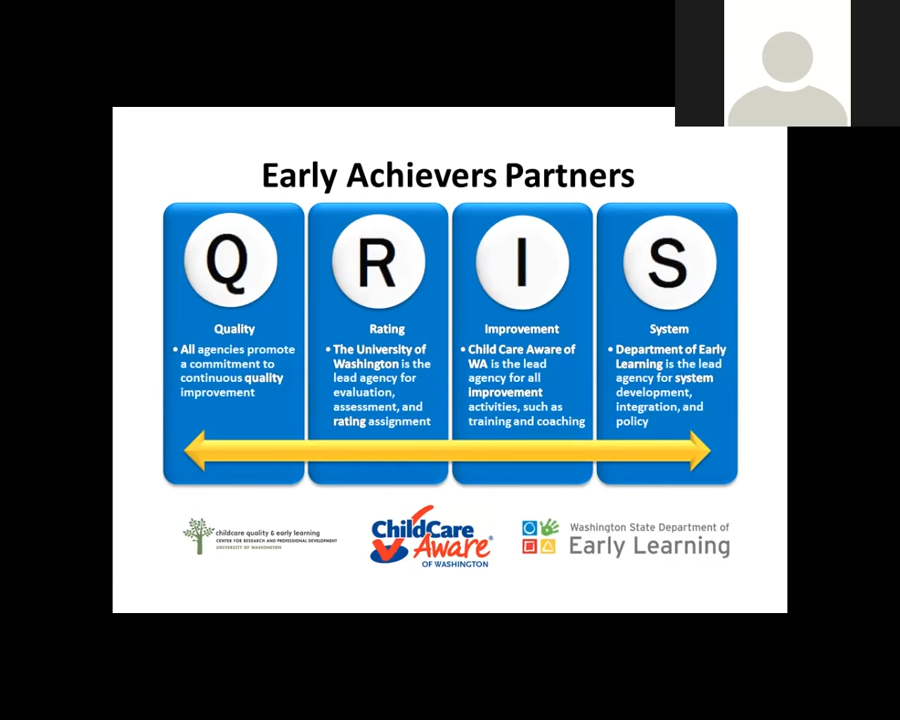 Early Achievers Partners
Q
Quality
• All agencies promote
a commitment to
continuous quality
improvement
R
Rating
• The University of
Washington is the
lead agency for
evaluation,
assessment, and
rating assignment
I
Improvement
• Child Care Aware of
WA is the lead
agency for all
improvement
activities, such as
training and coaching
S
System
• Department of Early
Learning is the lead
agency for system
development,
integration, and
policy
childcare quality & early learning
CENTER FOR RESEARCH AND PROFESSIONAL DEVELOPMENT
UNIVERSITY OF WASHINGTON
ChildCare
Aware®
OF WASHINGTON
Washington State Department of
Early Learning